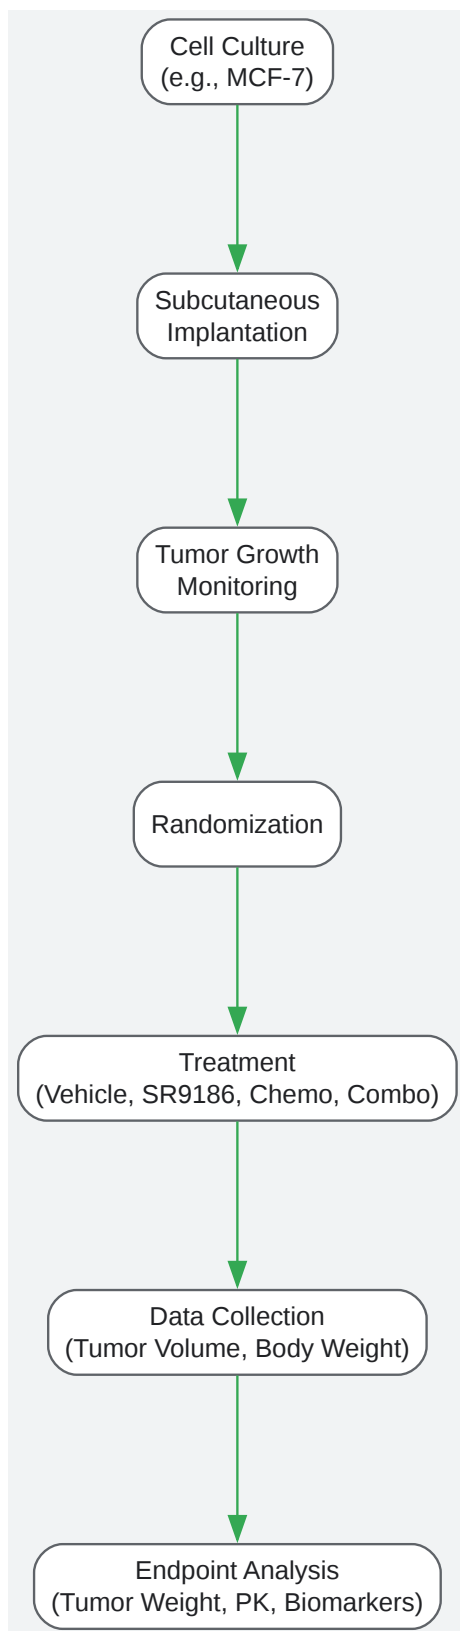 Cell Culture
(e.g., MCF-7)
Subcutaneous
Implantation
Tumor Growth
Monitoring
Randomization
Treatment
(Vehicle, SR9186, Chemo, Combo)
Data Collection
(Tumor Volume, Body Weight)
Endpoint Analysis
(Tumor Weight, PK, Biomarkers)